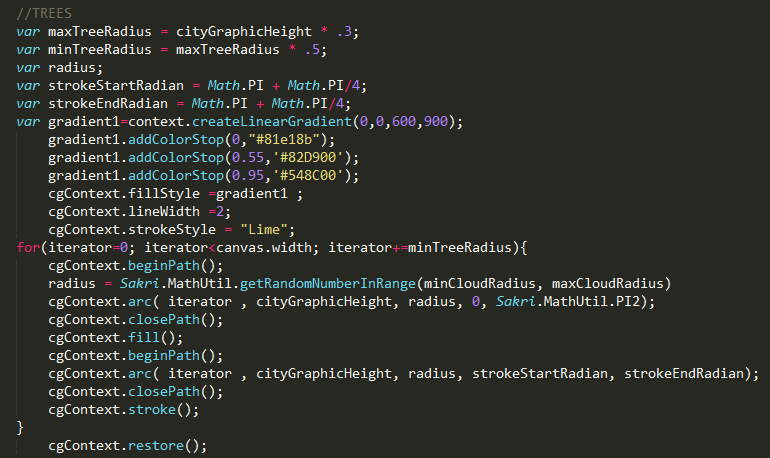 //TREES
var maxTreeRadius = cityGraphicHeight * .3;
var minTreeRadius = maxTreeRadius * .5;
var radius;
var strokeStartRadian = Math.PI + Math.PI/4;
var strokeEndRadian = Math.PI + Math.PI/4;
var gradient1=context.createLinearGradient(0,0,600,900);
gradient1.addColorStop(0,"#81e18b");
gradient1.addColorStop(0.55,'#82D900');
gradient1.addColorStop(0.95,'#548C00');
cgContext.fillStyle =gradient1 ;
cgContext.lineWidth =2;
cgContext.strokeStyle = "Lime";
for(iterator=0; iterator<canvas.width; iterator+=minTreeRadius){
cgContext.beginPath();
radius = Sakri.MathUtil.getRandomNumberInRange(minCloudRadius, maxCloudRadius)
cgContext.arc( iterator , cityGraphicHeight, radius, 0, Sakri.MathUtil.PI2);
cgContext.closePath();
cgContext.fill();
cgContext.beginPath();
cgContext.arc( iterator , cityGraphicHeight, radius, strokeStartRadian, strokeEndRadian);
cgContext.closePath();
cgContext.stroke();
}
cgContext.restore();